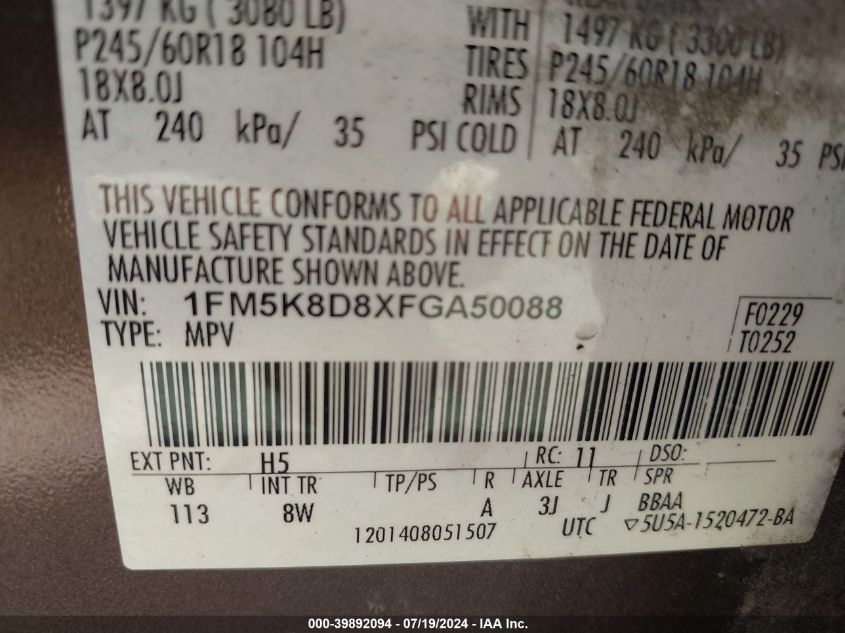 1397 KG ( 3080 LB) WITH 1497 KG ( 3300 LB)
P245/60R18 104H TIRES P245/60R18 104H
18X8.0J RIMS 18X8.0J
AT 240 kPa/ 35 PSI COLD AT 240 kPa/ 35 PSI
THIS VEHICLE CONFORMS TO ALL APPLICABLE FEDERAL MOTOR
VEHICLE SAFETY STANDARDS IN EFFECT ON THE DATE OF
MANUFACTURE SHOWN ABOVE.
VIN: 1FM5K8D8XFGA50088 F0229
TYPE: MPV T0252
EXT PNT: H5 RC: 11 DSO:
WB INT TR TP/PS R AXLE TR SPR
113 8W A 3J J BBAA
1201408051507 UTC ▽5U5A-1520472-BA
000-39892094 - 07/19/2024 - IAA Inc.